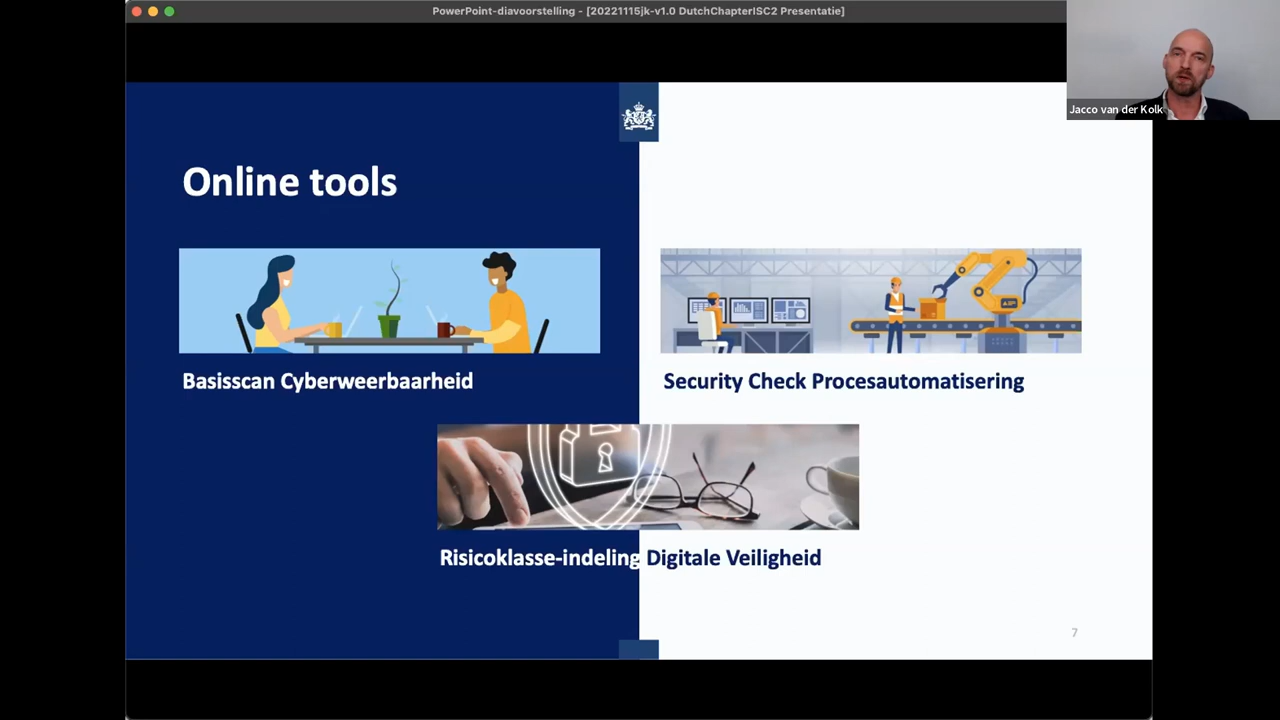 PowerPoint-diavoorstelling - [20221115jk-v1.0 DutchChapterISC2 Presentatie]
Jacco van der Kolk
Online tools
Basisscan Cyberweerbaarheid
Security Check Procesautomatisering
Risicoklasse-indeling Digitale Veiligheid
7